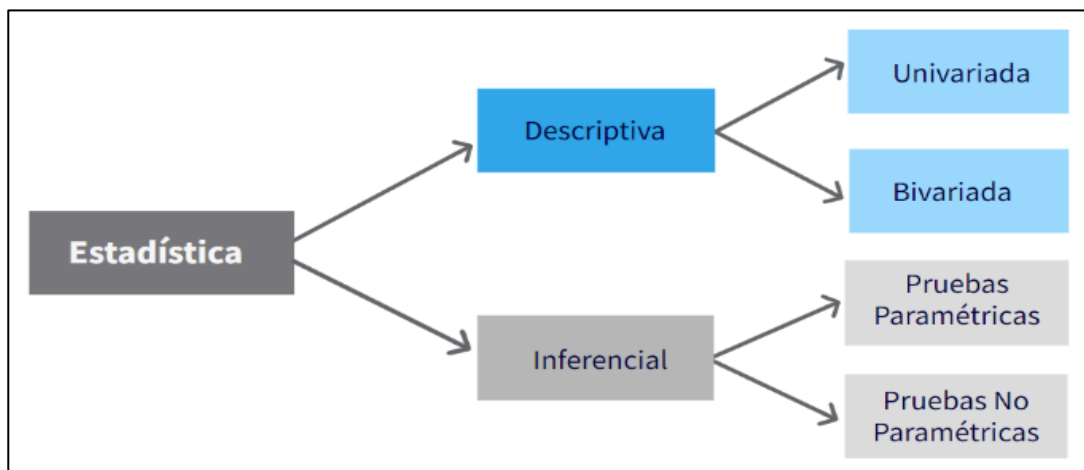 Estadística
Descriptiva
Univariada
Bivariada
Inferencial
Pruebas
Paramétricas
Pruebas No
Paramétricas